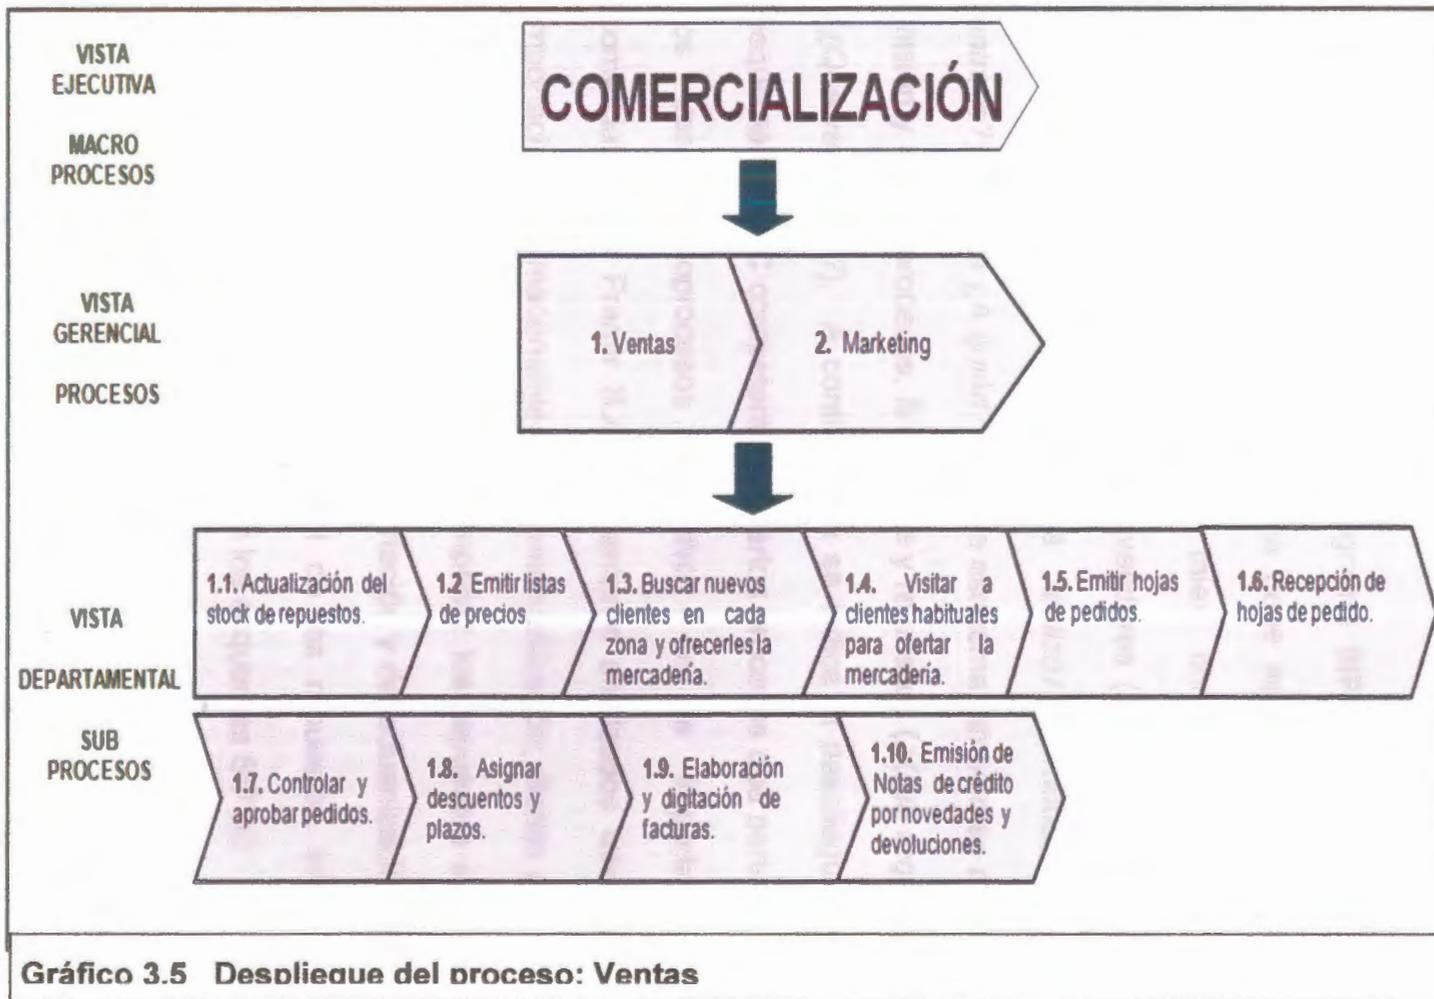 VISTA
EJECUTIVA
MACRO
PROCESOS
COMERCIALIZACIÓN
VISTA
GERENCIAL
PROCESOS
1. Ventas
2. Marketing
VISTA
DEPARTAMENTAL
SUB
PROCESOS
1.1. Actualización del
stock de repuestos.
1.2 Emitir listas
de precios.
1.3. Buscar nuevos
clientes en cada
zona y ofrecerles la
mercadería.
1.4. Visitar a
clientes habituales
para ofertar la
mercadería.
1.5. Emitir hojas
de pedidos.
1.6. Recepción de
hojas de pedido.
1.7. Controlar y
aprobar pedidos.
1.8. Asignar
descuentos y
plazos.
1.9. Elaboración
y digitación de
facturas.
1.10. Emisión de
Notas de crédito
por novedades y
devoluciones.
Gráfico 3.5 Despliegue del proceso: Ventas